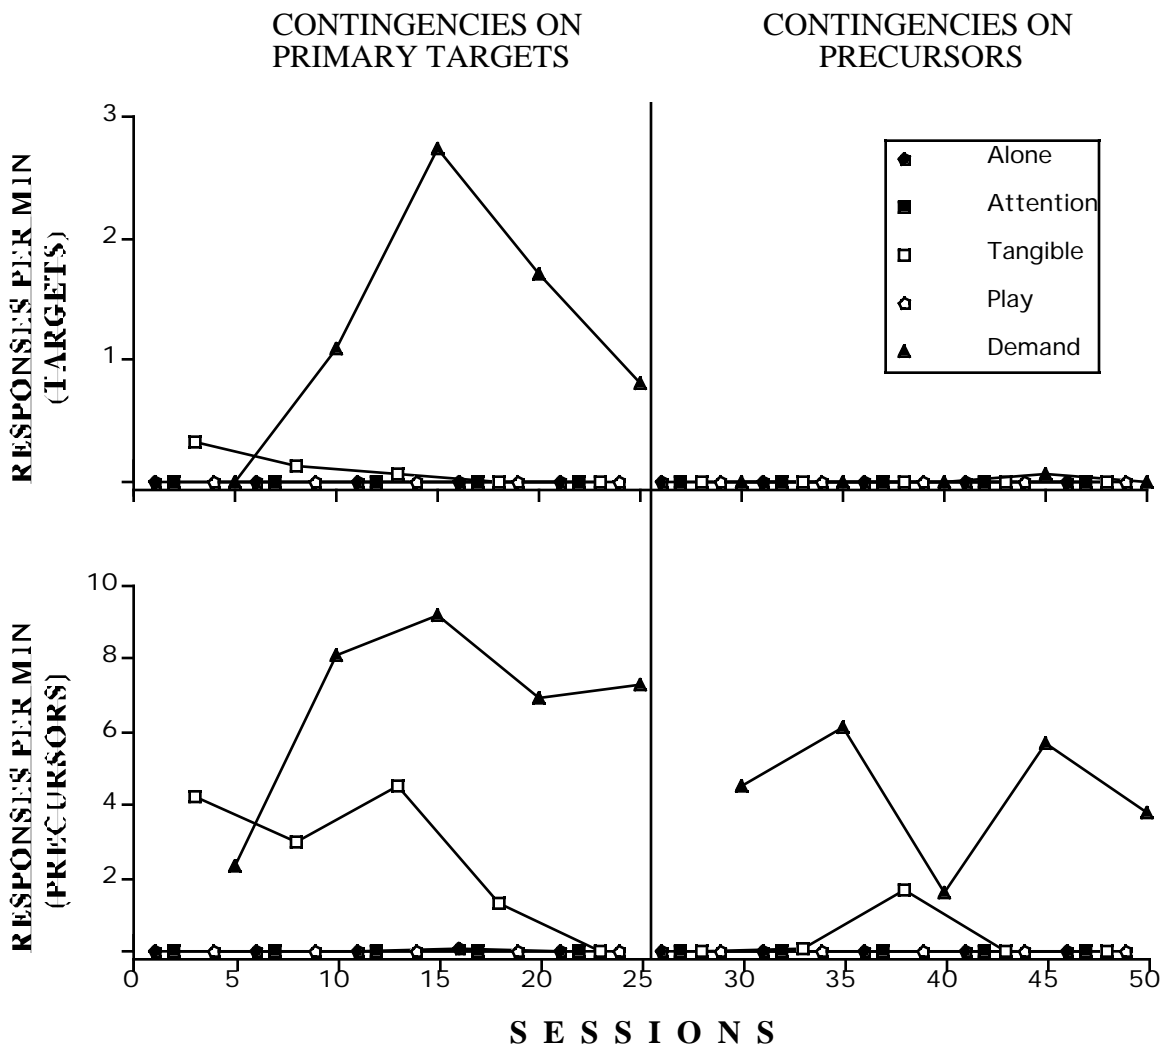 CONTINGENCIES ON
PRIMARY TARGETS
CONTINGENCIES ON
PRECURSORS
RESPONSES PER MIN
(TARGETS)
3
2
1
Alone
Attention
Tangible
Play
Demand
RESPONSES PER MIN
(PRECURSORS)
10
8
6
4
2
0
5
10
15
20
25
30
35
40
45
50
SESSIONS